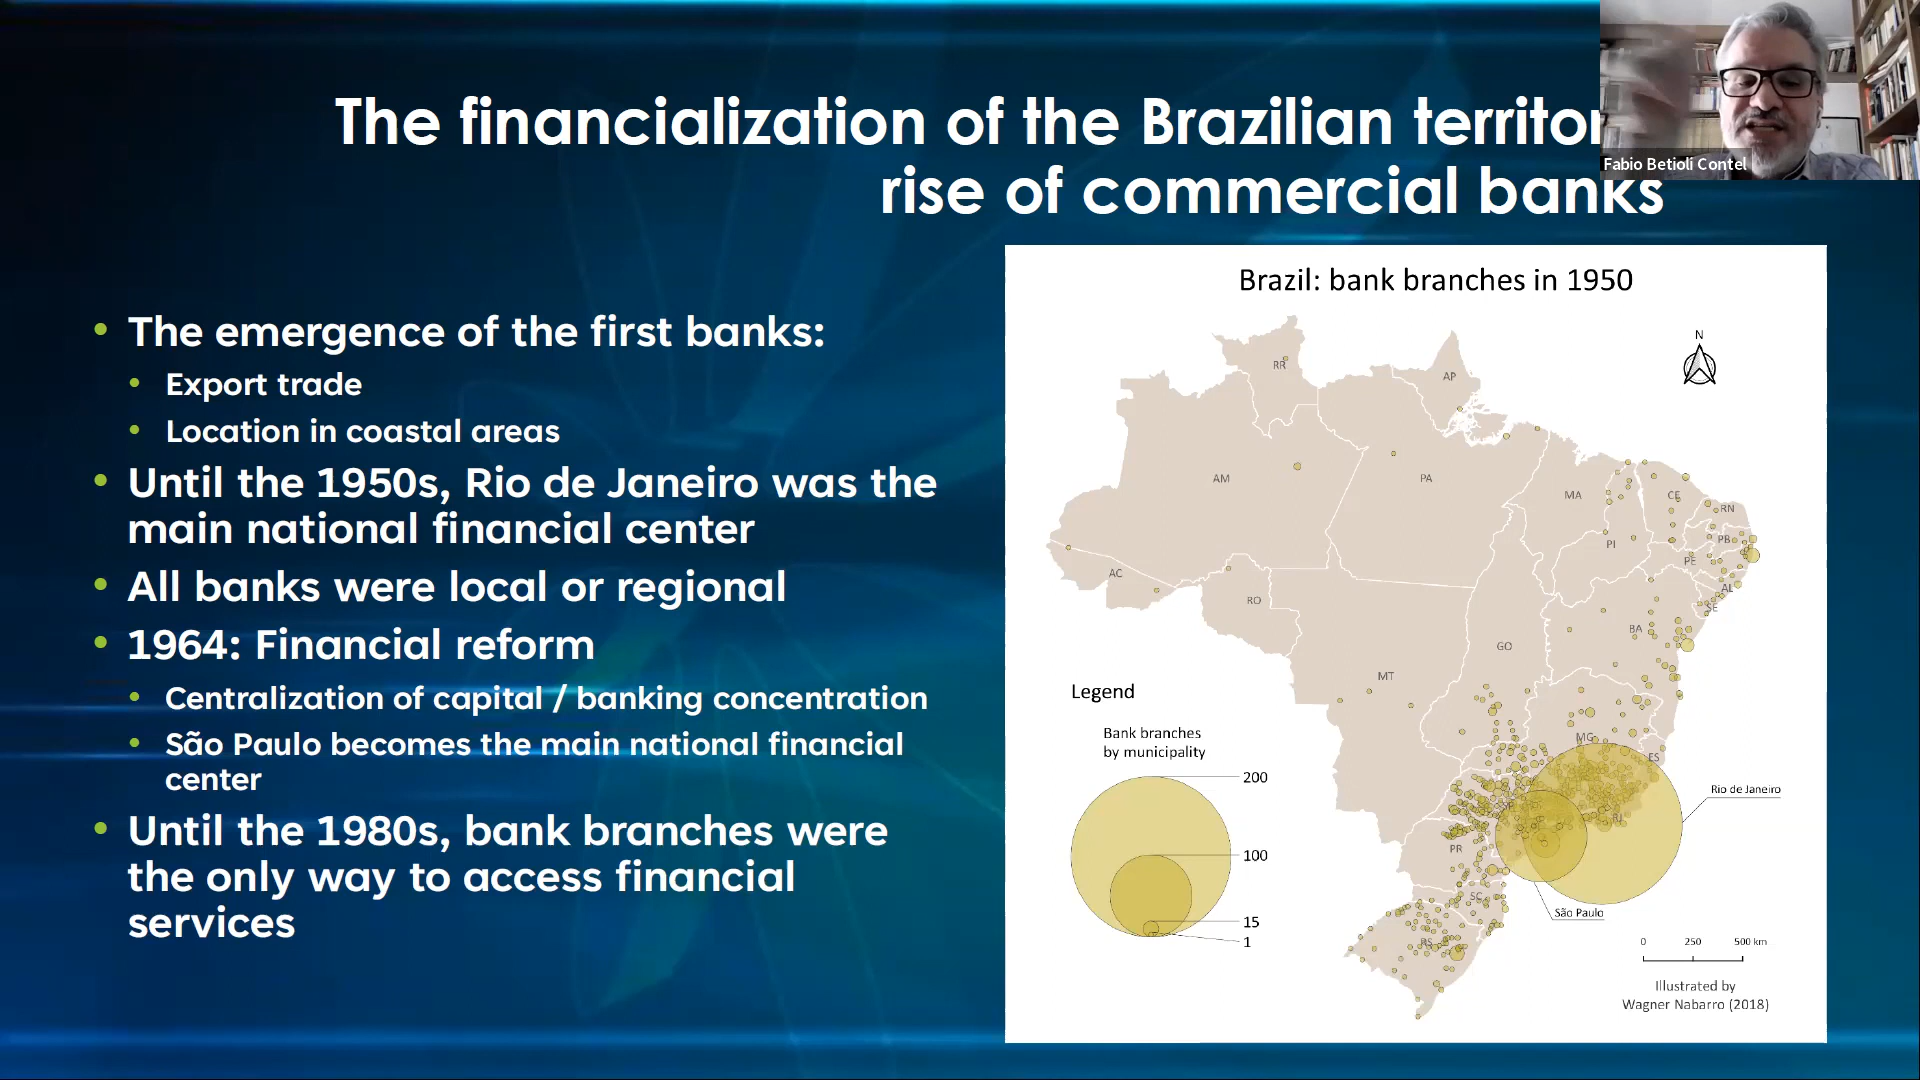 The financialization of the Brazilian
rise of commercial banks
Fabio Betioli Contel
• The emergence of the first banks:
• Export trade
• Location in coastal areas
• Until the 1950s, Rio de Janeiro was the
main national financial center
• All banks were local or regional
• 1964: Financial reform
• Centralization of capital / banking concentration
• São Paulo becomes the main national financial
center
• Until the 1980s, bank branches were
the only way to access financial
services
Brazil: bank branches in 1950
N
RR
AP
AM
PA
MA
CE
RN
PB
PI
PE
AC
AL
RO
SE
BA
GO
MT
MG
ES
SP
RJ
PR
SC
RS
Legend
Bank branches
by municipality
200
100
15
1
Rio de Janeiro
São Paulo
0 250 500 km
Illustrated by
Wagner Nabarro (2018)